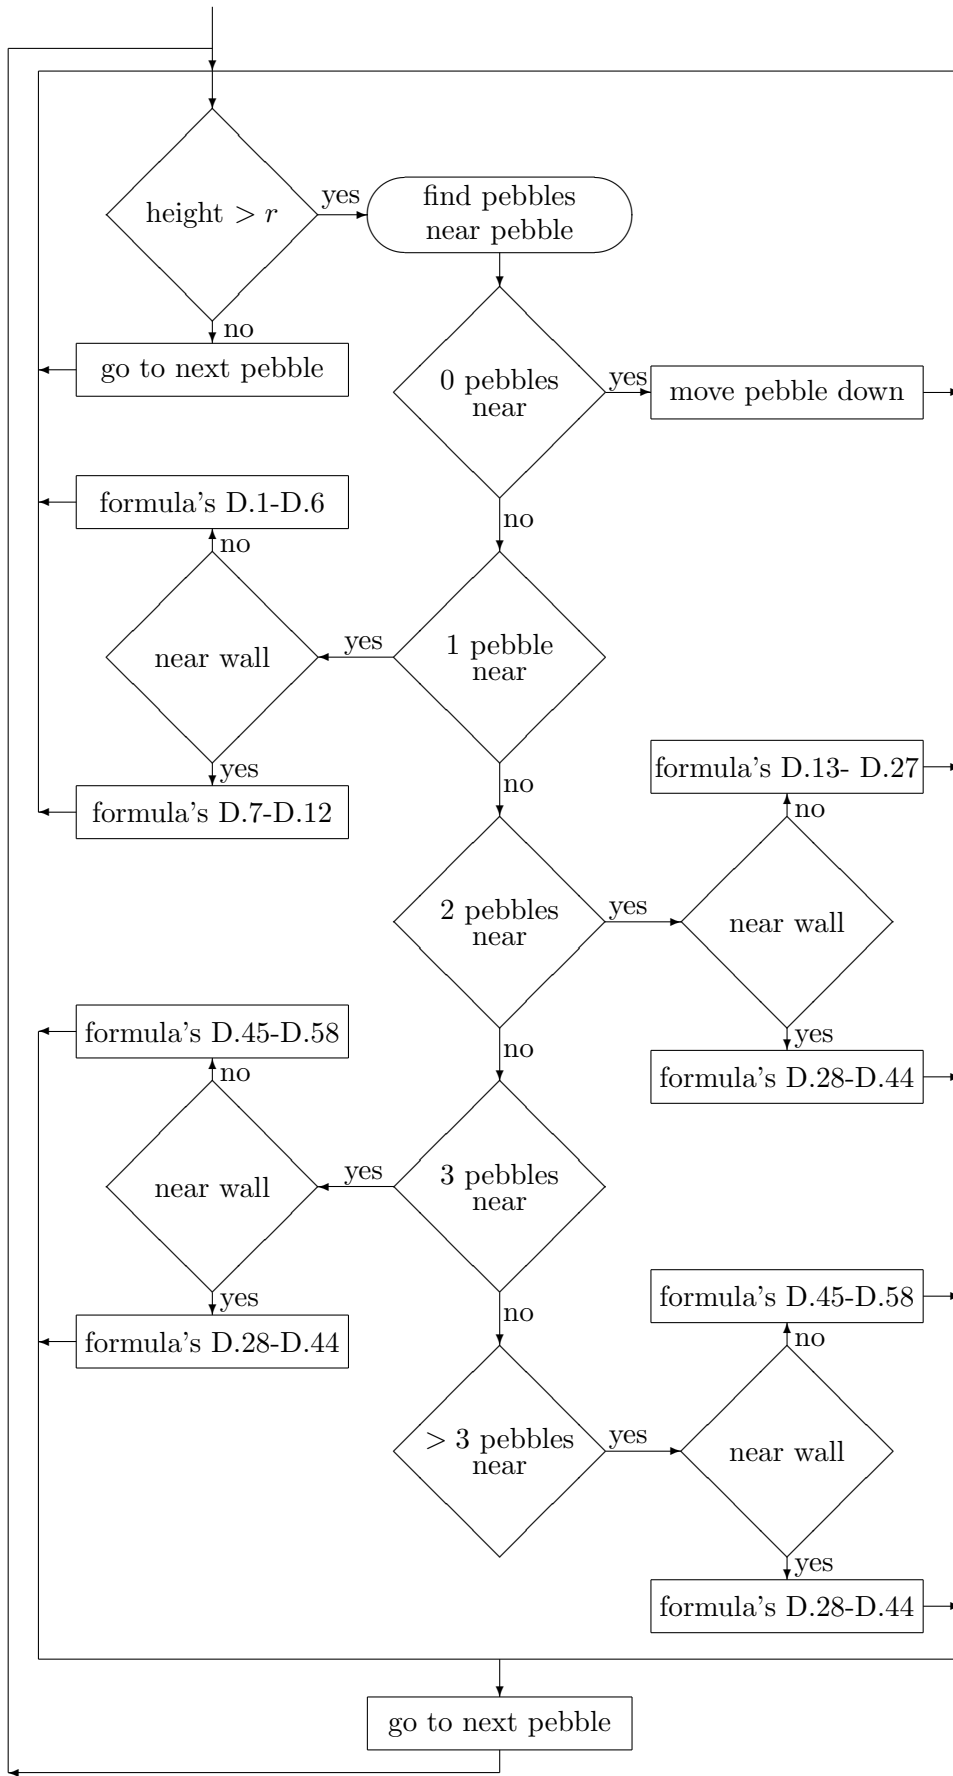 height > r
yes
find pebbles
near pebble
no
go to next pebble
0 pebbles
near
yes
move pebble down
no
formula's D.1-D.6
no
near wall
yes
1 pebble
near
yes
formula's D.7-D.12
no
formula's D.13- D.27
no
2 pebbles
near
yes
near wall
yes
formula's D.28-D.44
no
formula's D.45-D.58
no
near wall
yes
3 pebbles
near
yes
formula's D.28-D.44
no
formula's D.45-D.58
no
> 3 pebbles
near
yes
near wall
yes
formula's D.28-D.44
go to next pebble